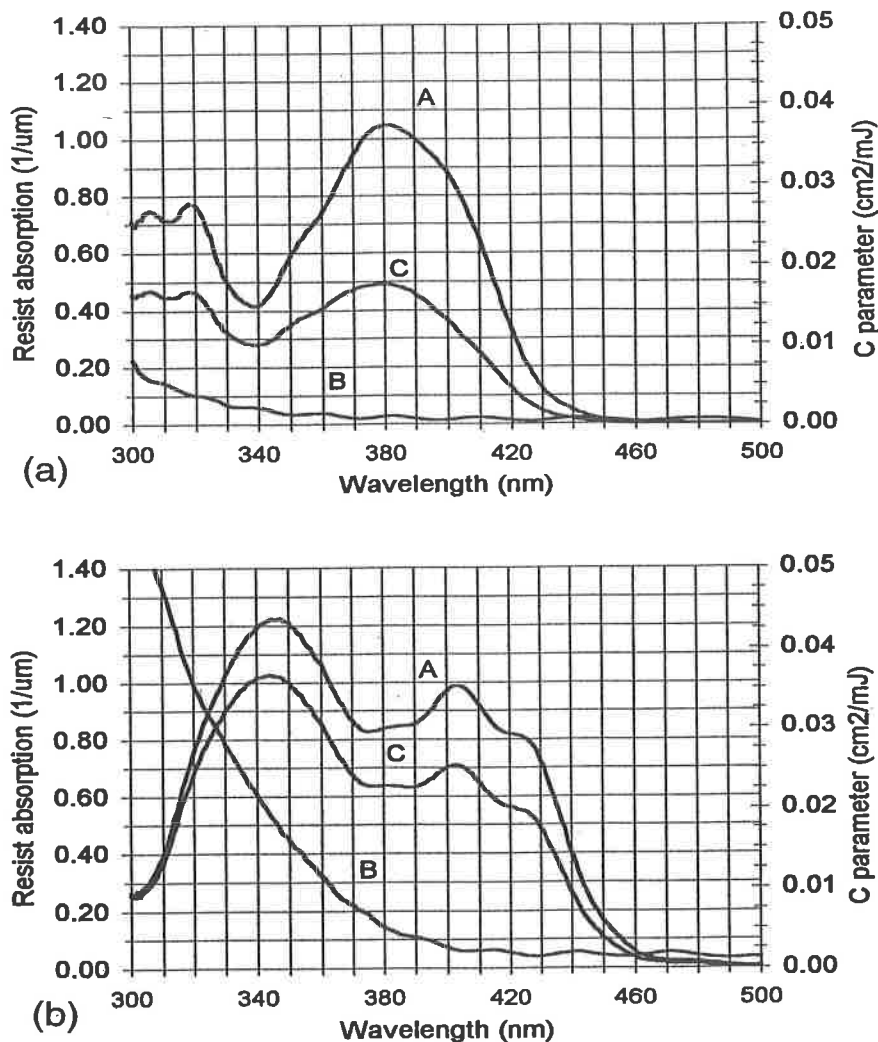 1.40
1.20
1.00
0.80
0.60
0.40
0.20
0.00
Resist absorption (1/um)
A
C
B
0.05
0.04
0.03
0.02
0.01
0.00
C parameter (cm2/mJ)
300 340 380 420 460 500
Wavelength (nm)
(a)
1.40
1.20
1.00
0.80
0.60
0.40
0.20
0.00
Resist absorption (1/um)
A
C
B
0.05
0.04
0.03
0.02
0.01
0.00
C parameter (cm2/mJ)
300 340 380 420 460 500
Wavelength (nm)
(b)